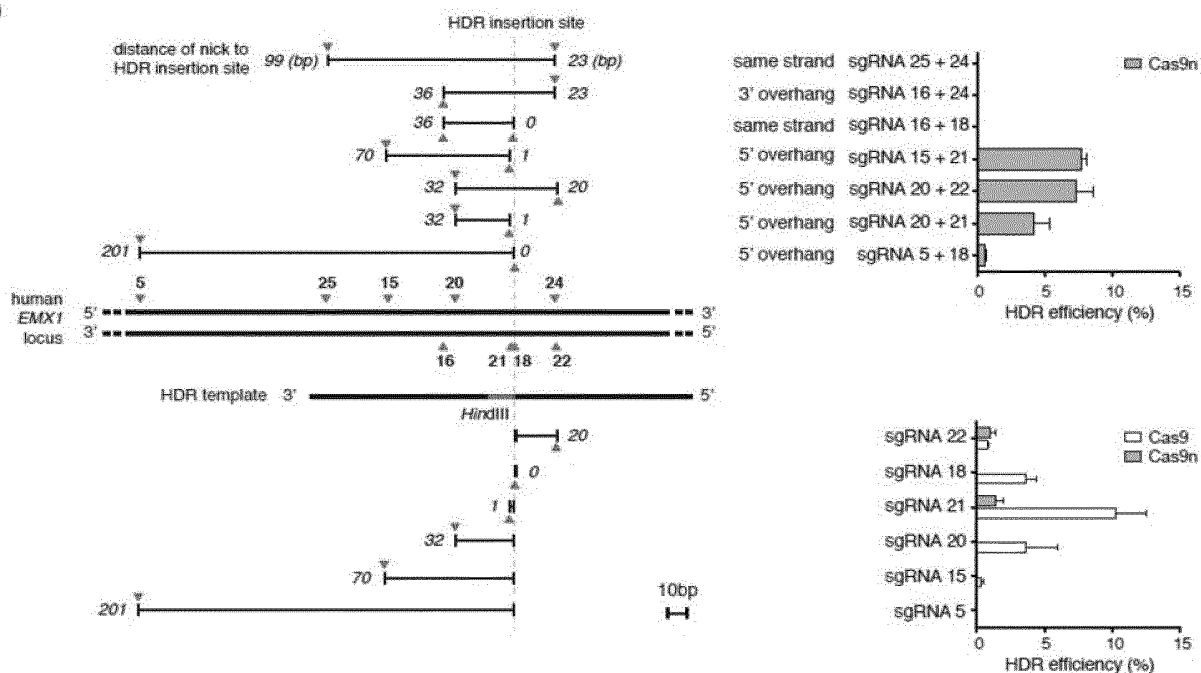 HDR insertion site
distance of nick to
HDR insertion site
99 (bp) 23 (bp)
36 23
36 0
70 1
32 20
32 1
201 0
5 25 15 20 24
human
EMX1
locus
5' 3'
3' 5'
16 21 18 22
HDR template 3' 5'
HindIII
20
0
1
32
70
201
10bp
same strand sgRNA 25 + 24
3' overhang sgRNA 16 + 24
same strand sgRNA 16 + 18
5' overhang sgRNA 15 + 21
5' overhang sgRNA 20 + 22
5' overhang sgRNA 20 + 21
5' overhang sgRNA 5 + 18
Cas9n
0 5 10 15
HDR efficiency (%)
sgRNA 22
sgRNA 18
sgRNA 21
sgRNA 20
sgRNA 15
sgRNA 5
Cas9
Cas9n
0 5 10 15
HDR efficiency (%)